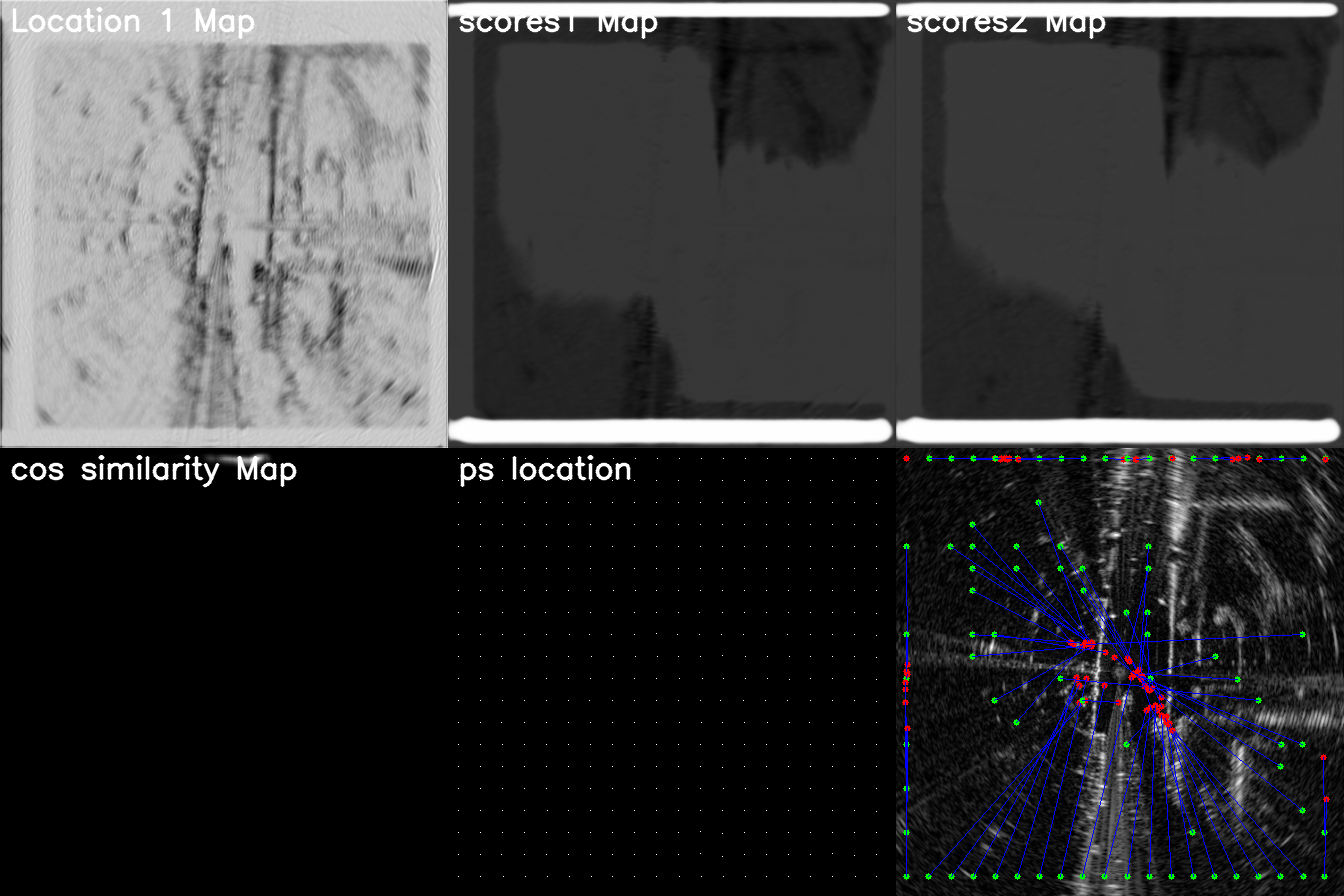 Location 1 Map
scores1 Map
scores2 Map
cos similarity Map
ps location